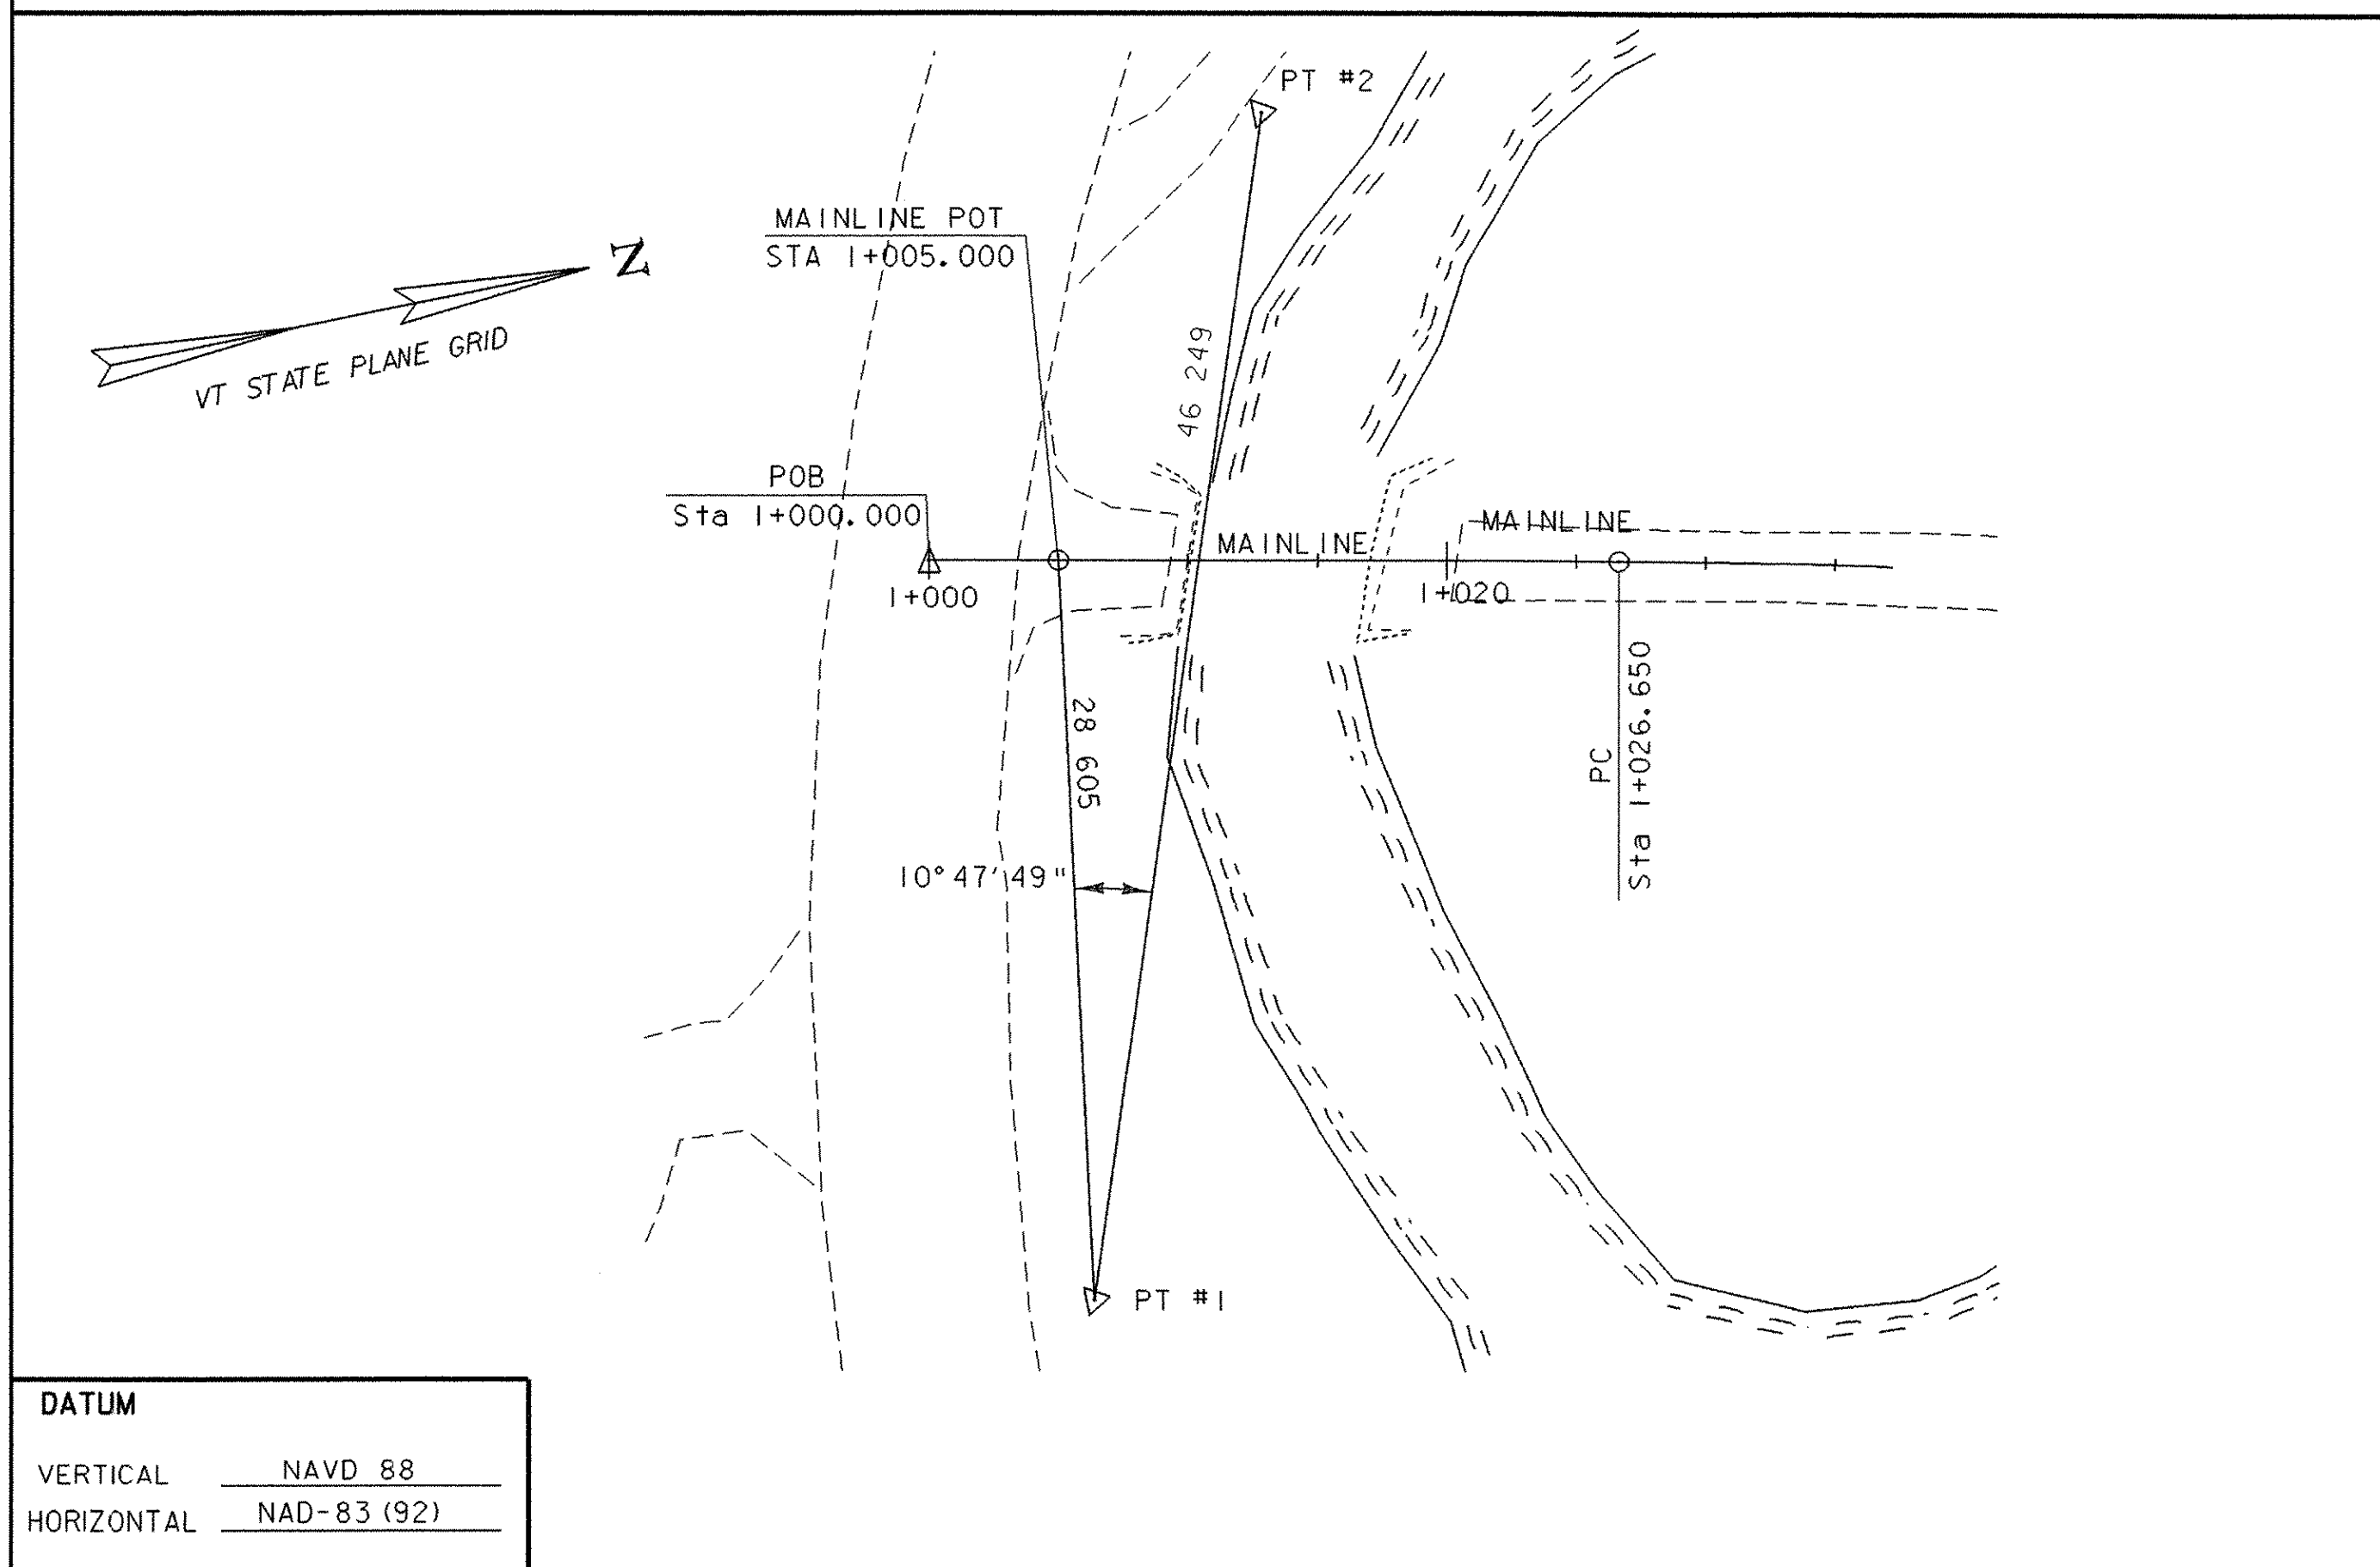 PT #2
MAINLINE POT
STA 1+005.000
Z
VT STATE PLANE GRID
46 249
POB
Sta 1+000.000
MAINLINE
MAINLINE
1+000
1+020
28 605
PC
Sta 1+026.650
10°47'49"
PT #1
DATUM
VERTICAL NAVD 88
HORIZONTAL NAD-83 (92)